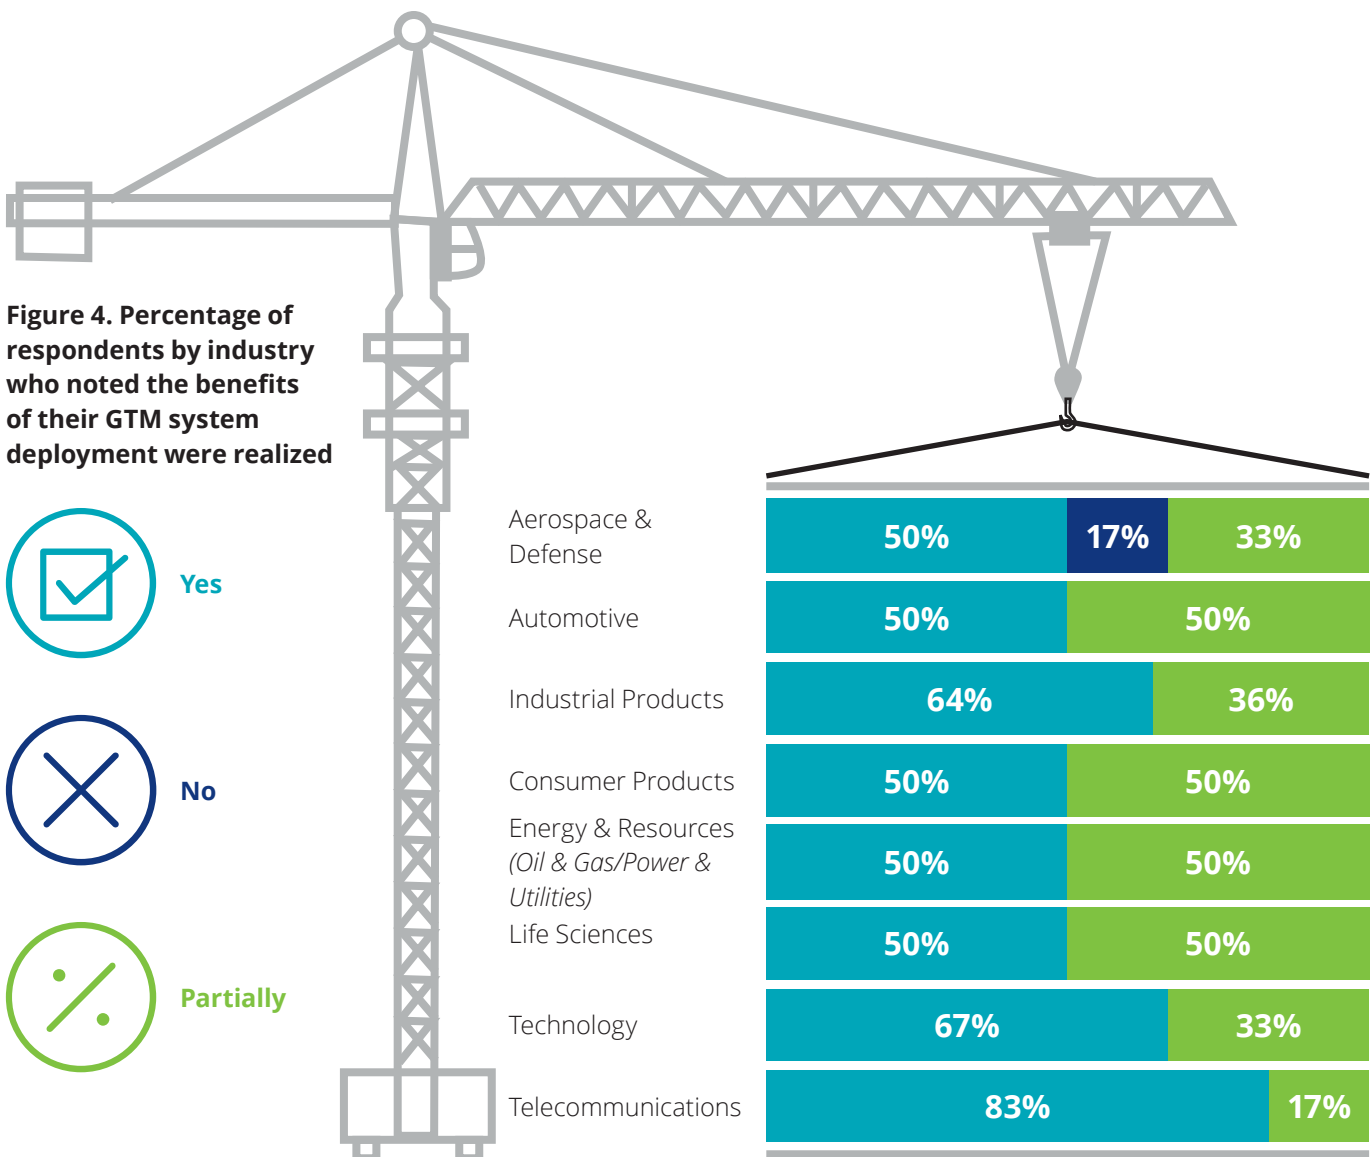 Figure 4. Percentage of
respondents by industry
who noted the benefits
of their GTM system
deployment were realized
Yes
No
Partially
Aerospace &
Defense
50% 17% 33%
Automotive
50% 50%
Industrial Products
64% 36%
Consumer Products
50% 50%
Energy & Resources
(Oil & Gas/Power &
Utilities)
50% 50%
Life Sciences
50% 50%
Technology
67% 33%
Telecommunications
83% 17%